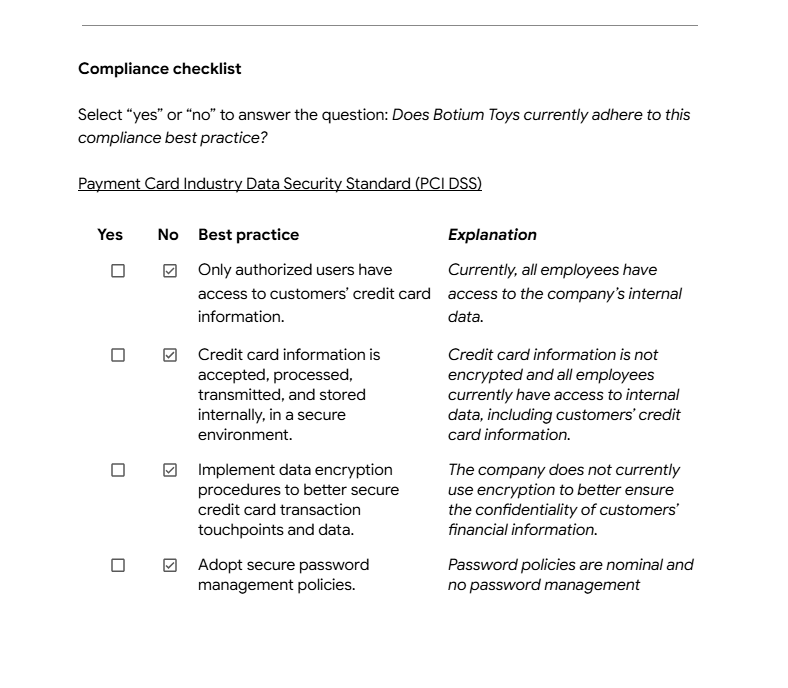 Compliance checklist
Select “yes” or “no” to answer the question: Does Botium Toys currently adhere to this
compliance best practice?
Payment Card Industry Data Security Standard (PCI DSS)
Yes No Best practice Explanation
Only authorized users have Currently, all employees have
access to customers’ credit card access to the company’s internal
information. data.
Credit card information is Credit card information is not
accepted, processed, encrypted and all employees
transmitted, and stored currently have access to internal
internally, in a secure data, including customers’ credit
environment. card information.
Implement data encryption The company does not currently
procedures to better secure use encryption to better ensure
credit card transaction the confidentiality of customers’
touchpoints and data. financial information.
Adopt secure password Password policies are nominal and
management policies. no password management